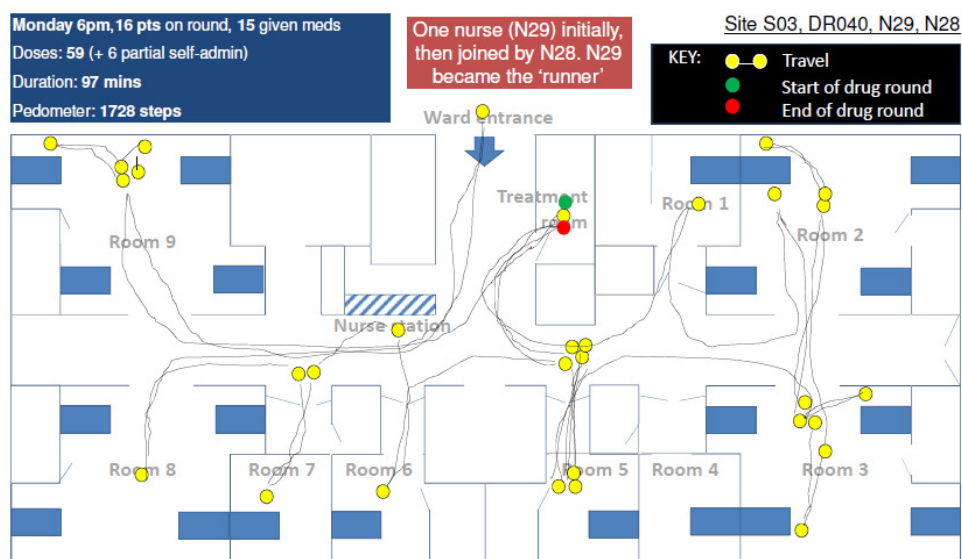 Monday 6pm,16 pts on round, 15 given meds
Doses: 59 (+ 6 partial self-admin)
Duration: 97 mins
Pedometer: 1728 steps
One nurse (N29) initially,
then joined by N28. N29
became the ‘runner’
Site S03, DR040, N29, N28
KEY:
Travel
Start of drug round
End of drug round
Ward entrance
Treatment
room
Room 1
Room 2
Room 9
Nurse station
Room 8
Room 7
Room 6
Room 5
Room 4
Room 3